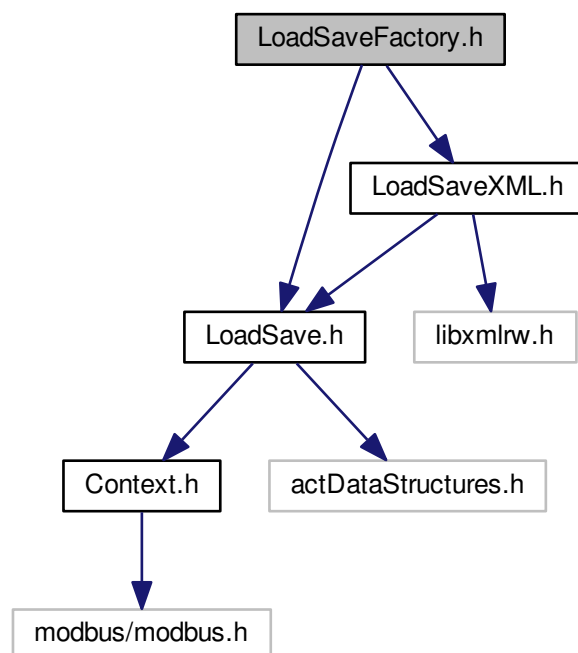 LoadSaveFactory.h
LoadSaveXML.h
LoadSave.h
libxmlrw.h
Context.h
actDataStructures.h
modbus/modbus.h